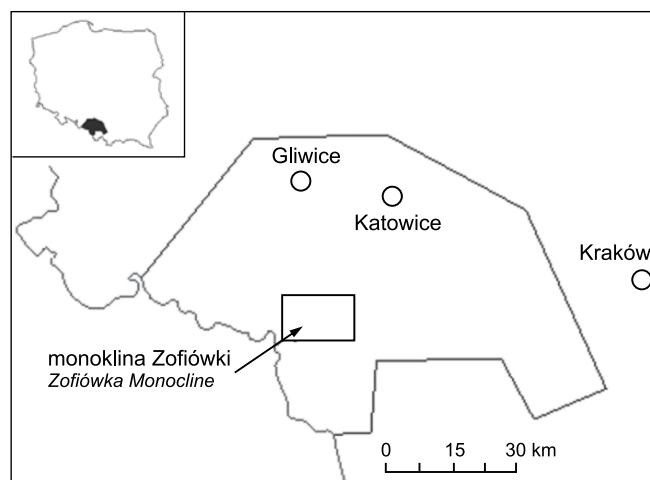 Gliwice
Katowice
Kraków
monoklina Zofiówki
Zofiówka Monocline
0 15 30 km